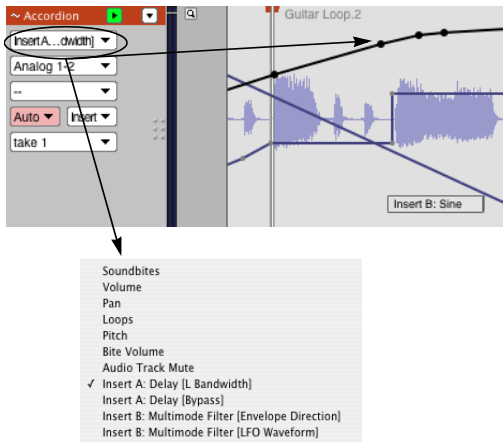 ~ Accordion
Guitar Loop.2
Insert A…dwidth]
Analog 1-2
--
Auto
Insert
take 1
Insert B: Sine
Soundbites
Volume
Pan
Loops
Pitch
Bite Volume
Audio Track Mute
✓ Insert A: Delay [L Bandwidth]
Insert A: Delay [Bypass]
Insert B: Multimode Filter [Envelope Direction]
Insert B: Multimode Filter [LFO Waveform]